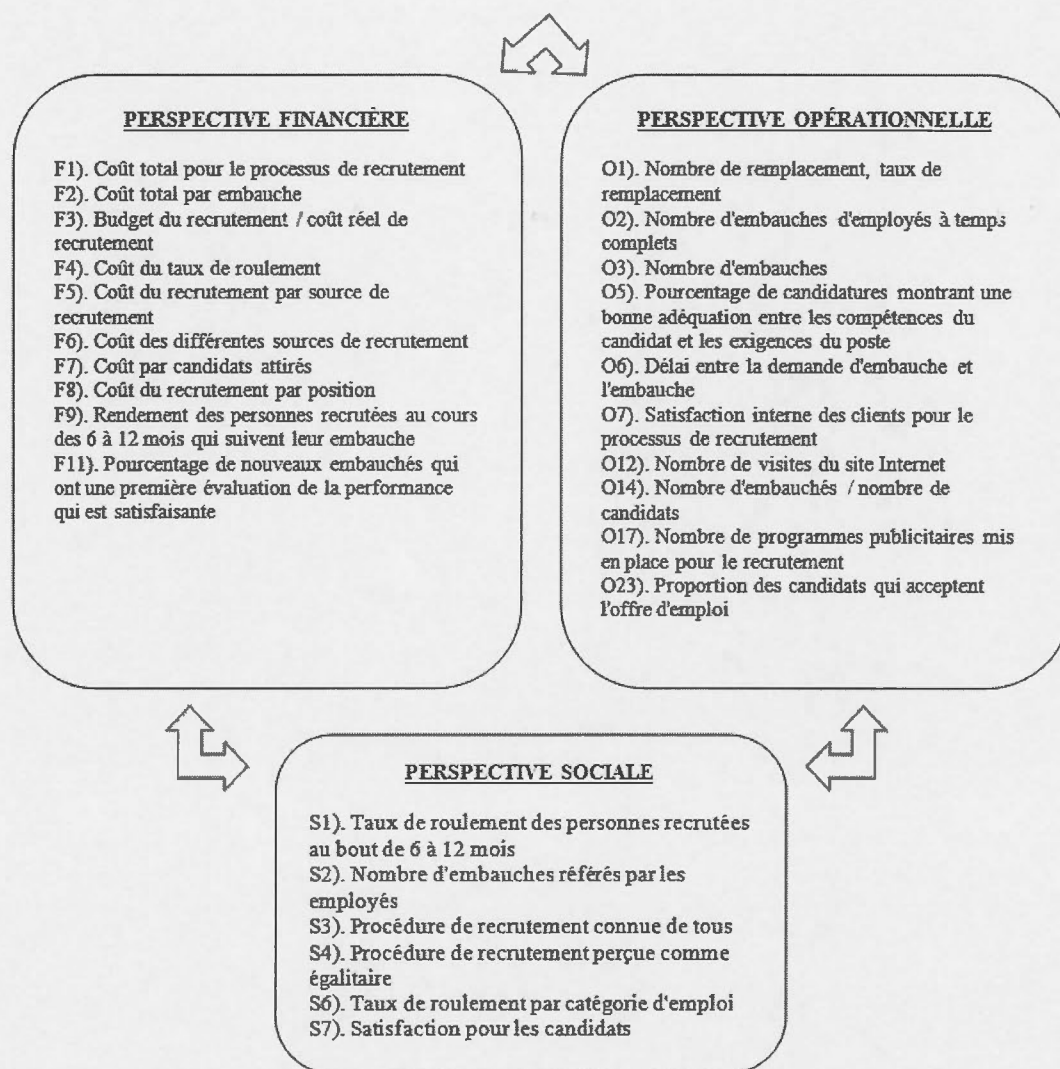 PERSPECTIVE FINANCIÈRE
F1). Coût total pour le processus de recrutement
F2). Coût total par embauche
F3). Budget du recrutement / coût réel de
recrutement
F4). Coût du taux de roulement
F5). Coût du recrutement par source de
recrutement
F6). Coût des différentes sources de recrutement
F7). Coût par candidats attirés
F8). Coût du recrutement par position
F9). Rendement des personnes recrutées au cours
des 6 à 12 mois qui suivent leur embauche
F11). Pourcentage de nouveaux embauchés qui
ont une première évaluation de la performance
qui est satisfaisante
PERSPECTIVE OPÉRATIONNELLE
O1). Nombre de remplacement, taux de
remplacement
O2). Nombre d'embauches d'employés à temps
complets
O3). Nombre d'embauches
O5). Pourcentage de candidatures montrant une
bonne adéquation entre les compétences du
candidat et les exigences du poste
O6). Délai entre la demande d'embauche et
l'embauche
O7). Satisfaction interne des clients pour le
processus de recrutement
O12). Nombre de visites du site Internet
O14). Nombre d'embauchés / nombre de
candidats
O17). Nombre de programmes publicitaires mis
en place pour le recrutement
O23). Proportion des candidats qui acceptent
l'offre d'emploi
PERSPECTIVE SOCIALE
S1). Taux de roulement des personnes recrutées
au bout de 6 à 12 mois
S2). Nombre d'embauches référés par les
employés
S3). Procédure de recrutement connue de tous
S4). Procédure de recrutement perçue comme
égalitaire
S6). Taux de roulement par catégorie d'emploi
S7). Satisfaction pour les candidats